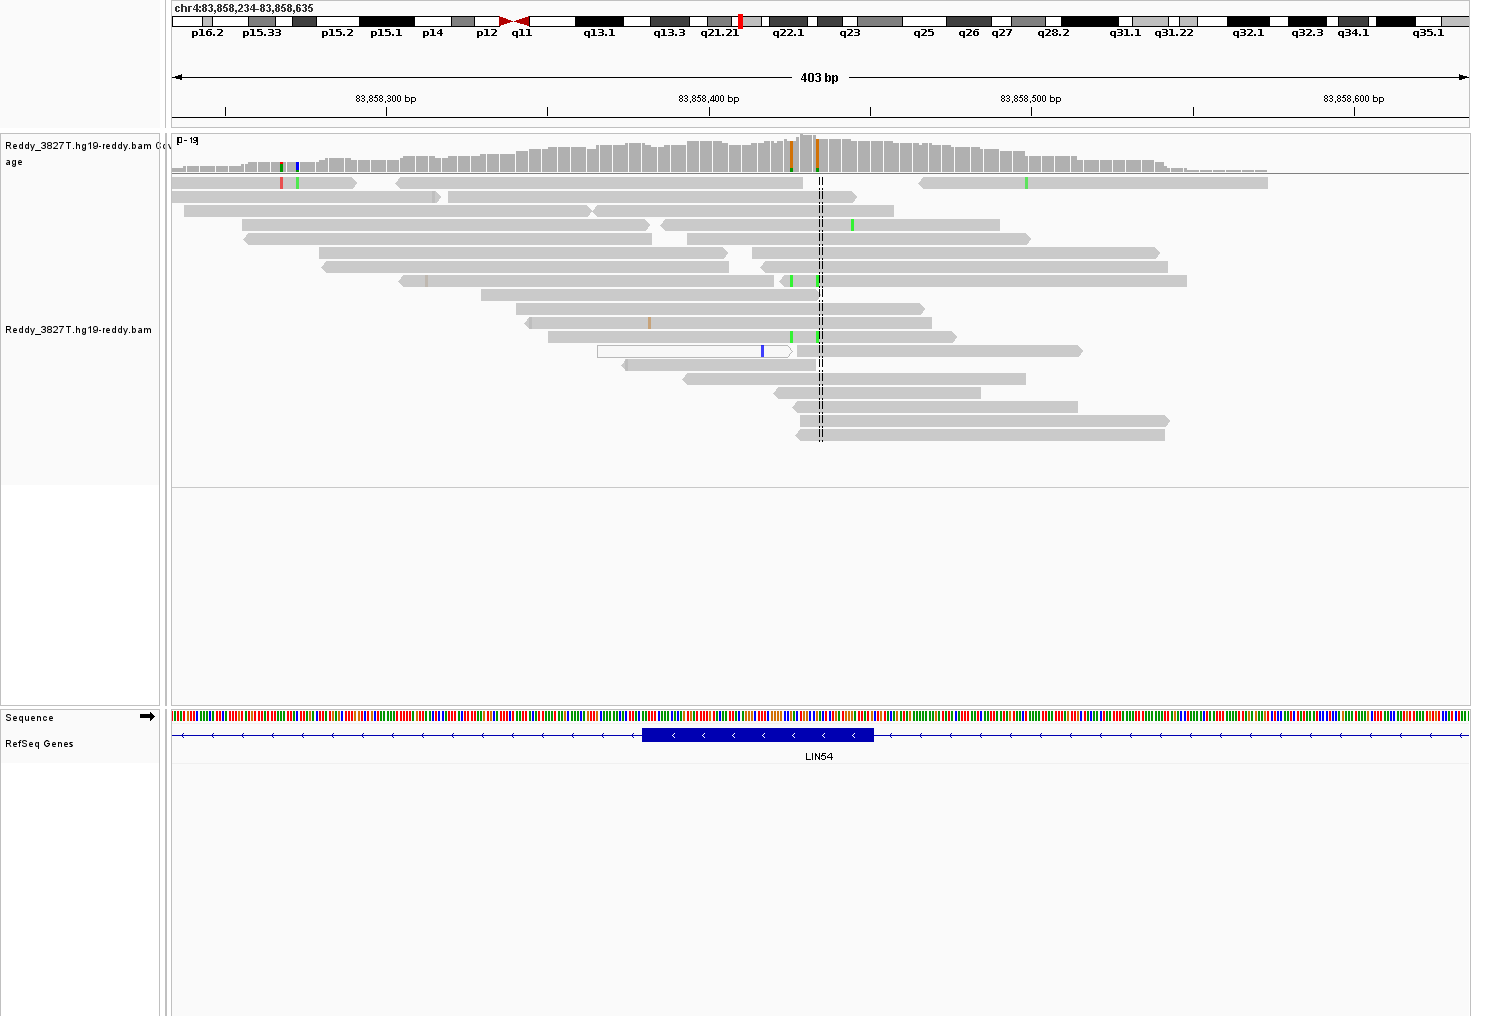 chr4:83,858,234-83,858,635
p16.2 p15.33 p15.2 p15.1 p14 p12 q11 q13.1 q13.3 q21.21 q22.1 q23 q25 q26 q27 q28.2 q31.1 q31.22 q32.1 q32.3 q34.1 q35.1
403 bp
83,858,300 bp 83,858,400 bp 83,858,500 bp 83,858,600 bp
[0 - 19]
Reddy_3827T.hg19-reddy.bam Cov
age
Reddy_3827T.hg19-reddy.bam
Sequence
RefSeq Genes
LIN54